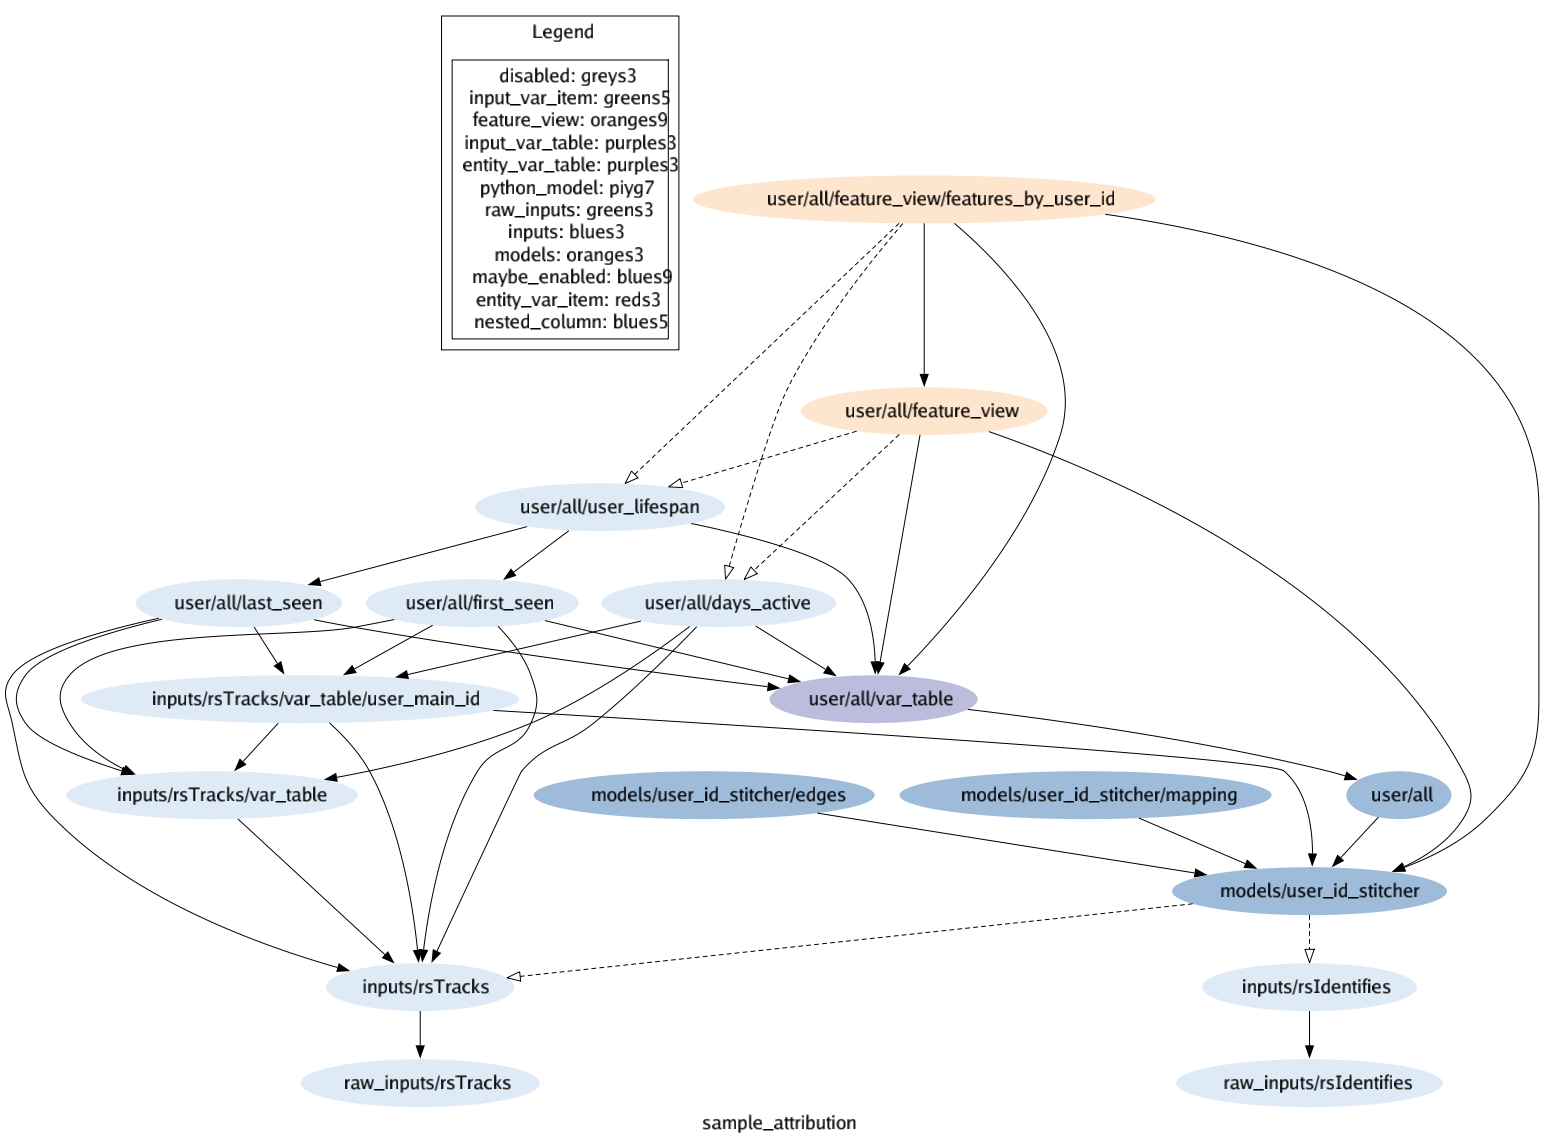 Legend
disabled: greys3
input_var_item: greens5
feature_view: oranges9
input_var_table: purples3
entity_var_table: purples3
python_model: piyg7
raw_inputs: greens3
inputs: blues3
models: oranges3
maybe_enabled: blues9
entity_var_item: reds3
nested_column: blues5
user/all/feature_view/features_by_user_id
user/all/feature_view
user/all/user_lifespan
user/all/last_seen
user/all/first_seen
user/all/days_active
inputs/rsTracks/var_table/user_main_id
user/all/var_table
inputs/rsTracks/var_table
models/user_id_stitcher/edges
models/user_id_stitcher/mapping
user/all
models/user_id_stitcher
inputs/rsTracks
inputs/rsIdentifies
raw_inputs/rsTracks
raw_inputs/rsIdentifies
sample_attribution